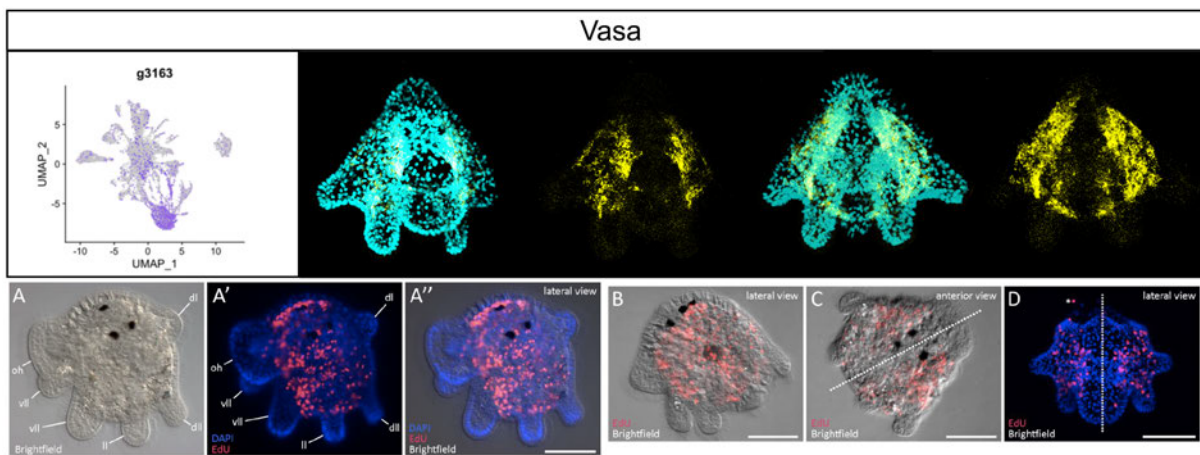 Vasa
g3163
UMAP_2
5
0
-5
-10
-5
0
5
10
UMAP_1
A
dl
oh
vll
vll
ll
dll
Brightfield
A'
dl
oh
vll
vll
ll
dll
DAPI
EdU
A''
lateral view
DAPI
EdU
Brightfield
B
lateral view
EdU
Brightfield
C
anterior view
EdU
Brightfield
D
lateral view
EdU
Brightfield